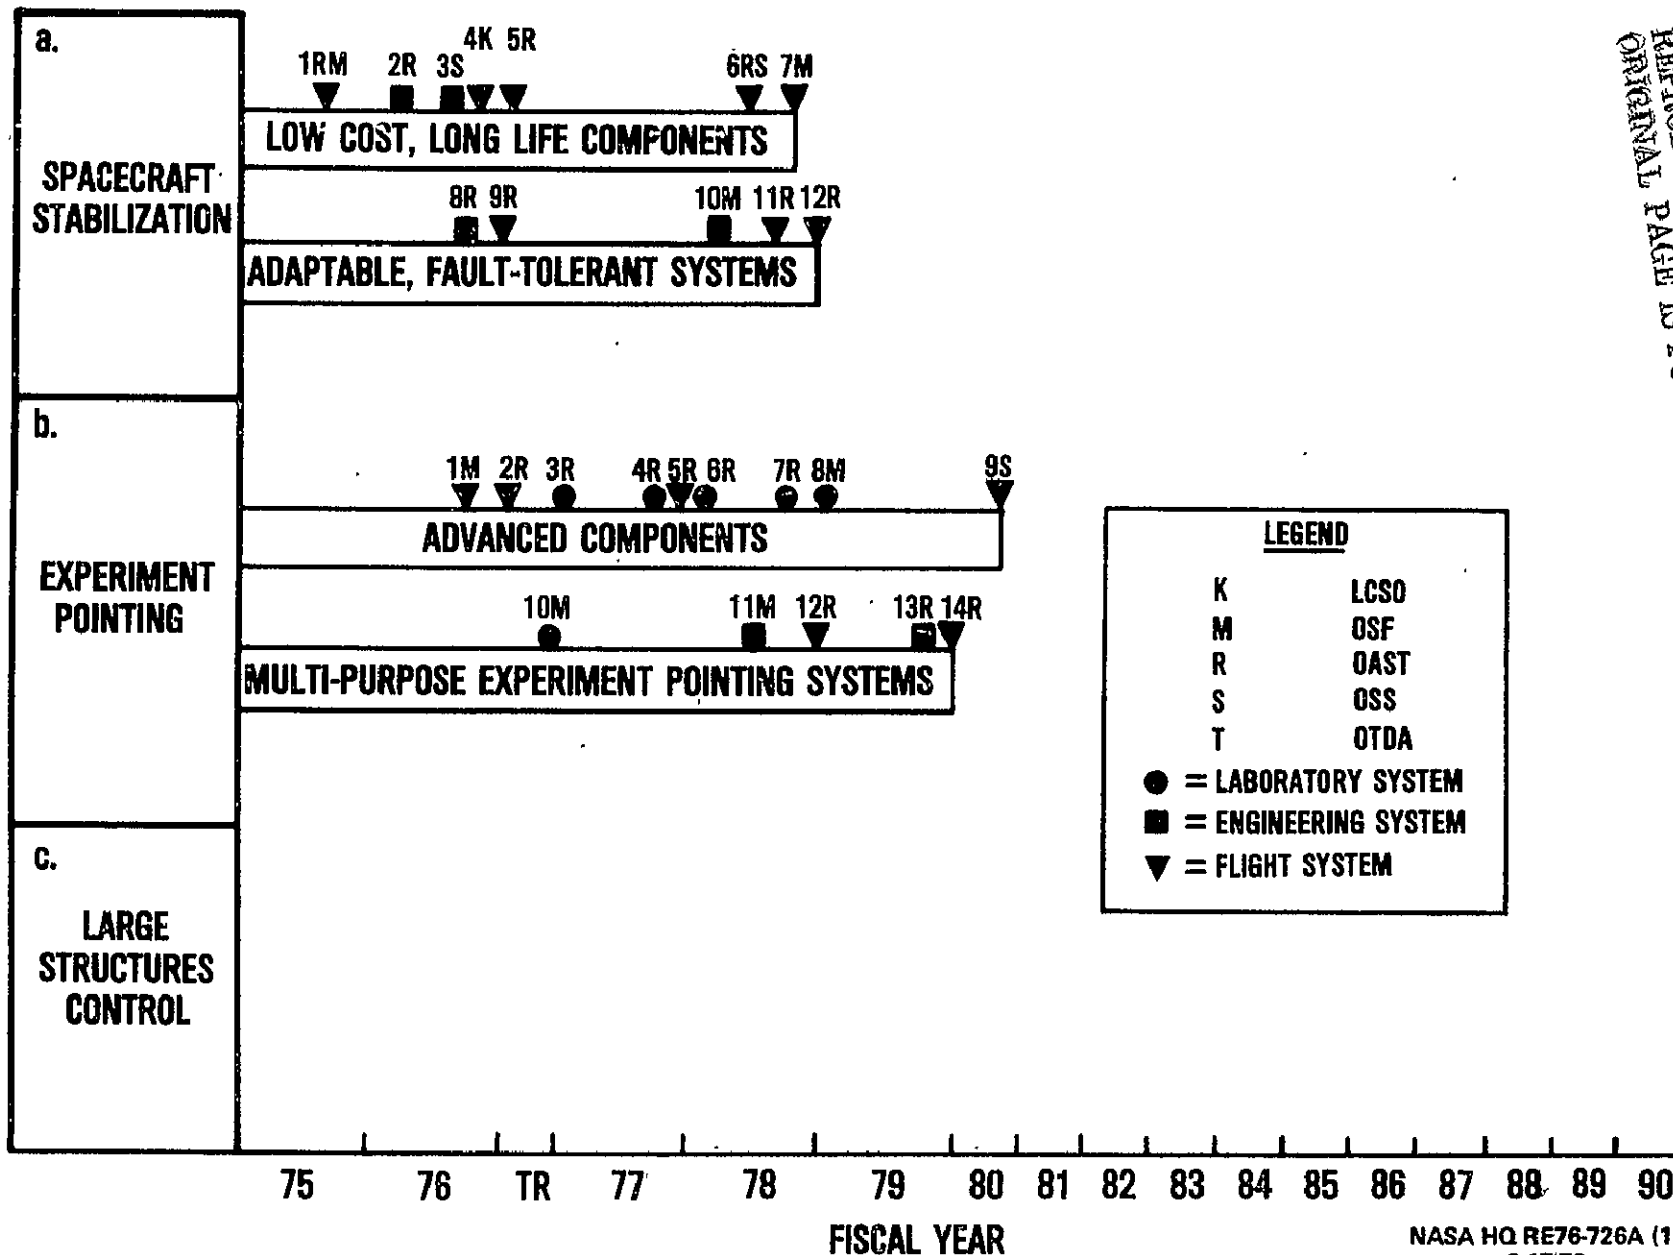 a.
SPACECRAFT
STABILIZATION
1RM 2R 3S 4K 5R 6RS 7M
LOW COST, LONG LIFE COMPONENTS
8R 9R 10M 11R 12R
ADAPTABLE, FAULT-TOLERANT SYSTEMS
b.
EXPERIMENT
POINTING
1M 2R 3R 4R 5R 6R 7R 8M 9S
ADVANCED COMPONENTS
10M 11M 12R 13R 14R
MULTI-PURPOSE EXPERIMENT POINTING SYSTEMS
c.
LARGE
STRUCTURES
CONTROL
LEGEND
K LCSO
M OSF
R OAST
S OSS
T OTDA
= LABORATORY SYSTEM
= ENGINEERING SYSTEM
= FLIGHT SYSTEM
75 76 TR 77 78 79 80 81 82 83 84 85 86 87 88 89 90
FISCAL YEAR
NASA HQ RE76-726A (1
ORIGINAL PAGE IS